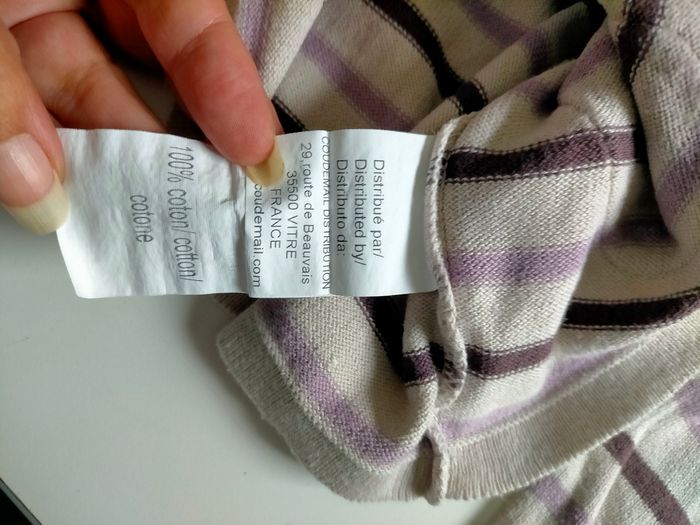 Distribué par/
Distributed by/
Distributo da:
COUDEMAIL DISTRIBUTION
29,route de Beauvais
35500 VITRE
FRANCE
coudemail.com
100% coton/cotton/
cotone